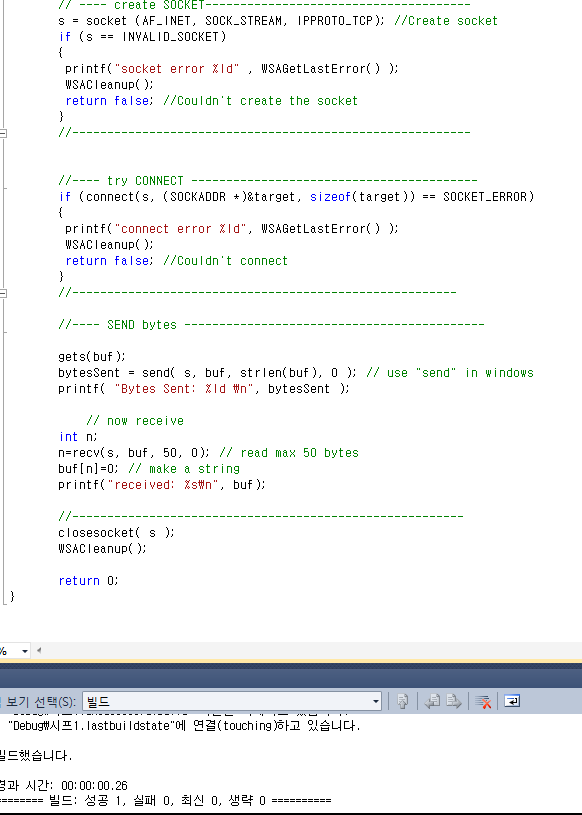 // ---- create SOCKET-----------------------------------
s = socket (AF_INET, SOCK_STREAM, IPPROTO_TCP); //Create socket
if (s == INVALID_SOCKET)
{
printf("socket error %ld" , WSAGetLastError() );
WSACleanup();
return false; //Couldn't create the socket
}
//-----------------------------------------------------
//---- try CONNECT --------------------------------------
if (connect(s, (SOCKADDR *)&target, sizeof(target)) == SOCKET_ERROR)
{
printf("connect error %ld", WSAGetLastError() );
WSACleanup();
return false; //Couldn't connect
}
//---------------------------------------------------
//---- SEND bytes ----------------------------------------
gets(buf);
bytesSent = send( s, buf, strlen(buf), 0 ); // use "send" in windows
printf( "Bytes Sent: %ld ₩n", bytesSent );
// now receive
int n;
n=recv(s, buf, 50, 0); // read max 50 bytes
buf[n]=0; // make a string
printf("received: %s₩n", buf);
//----------------------------------------------------
closesocket( s );
WSACleanup();
return 0;
}
%
보기 선택(S): 빌드
"Debug₩시프1.lastbuildstate"에 연결(touching)하고 있습니다.
빌드했습니다.
경과 시간: 00:00:00.26
======== 빌드: 성공 1, 실패 0, 최신 0, 생략 0 ==========